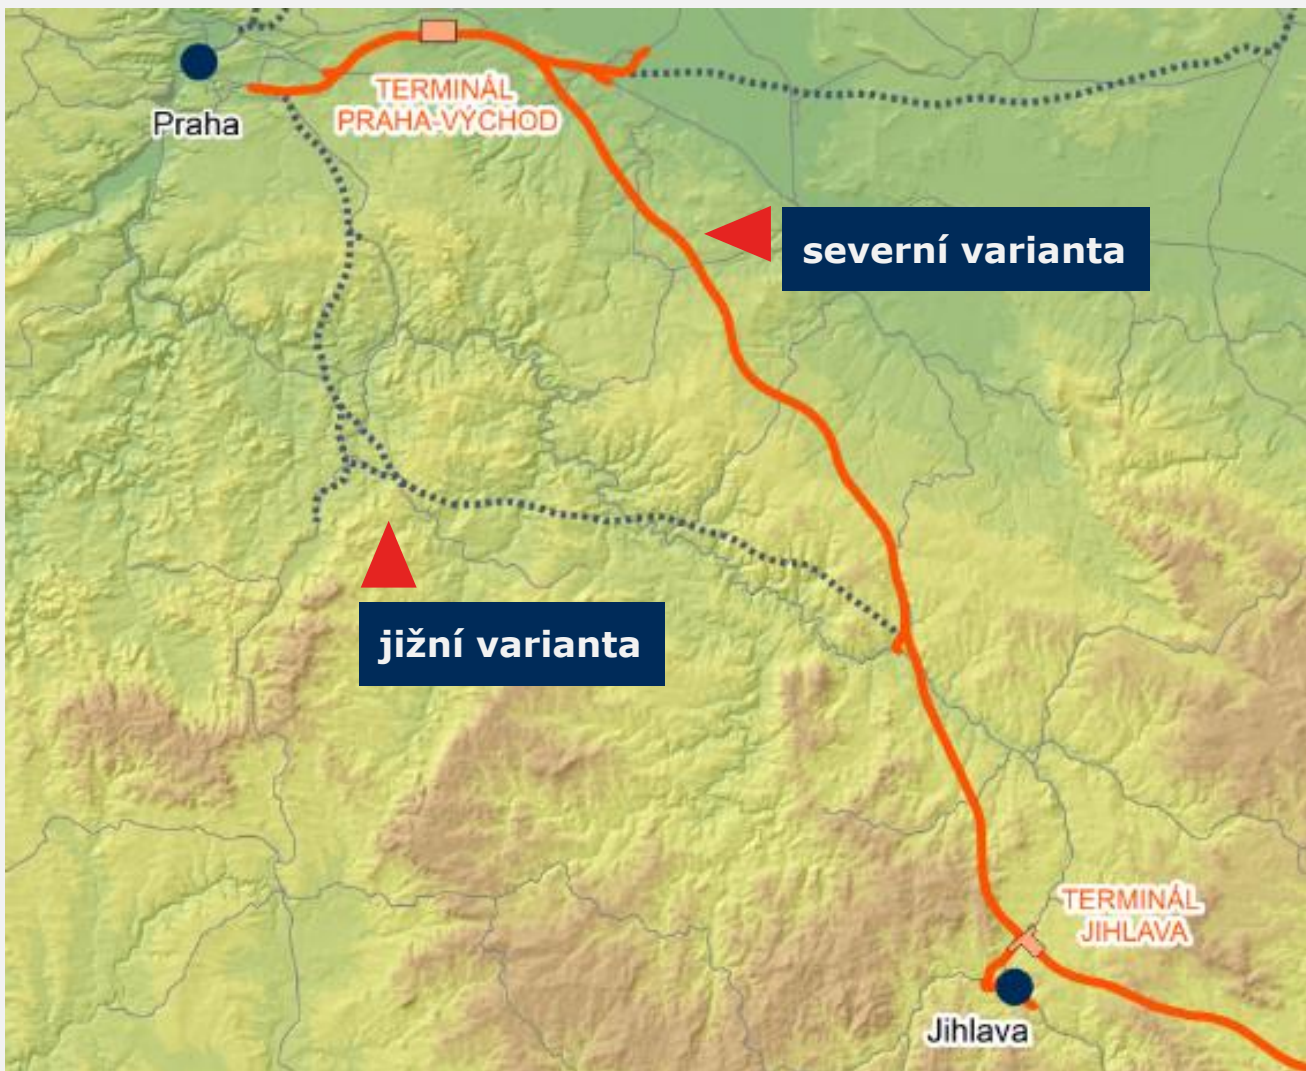 TERMINÁL
PRAHA-VÝCHOD
Praha
severní varianta
jižní varianta
TERMINÁL
JIHLAVA
Jihlava